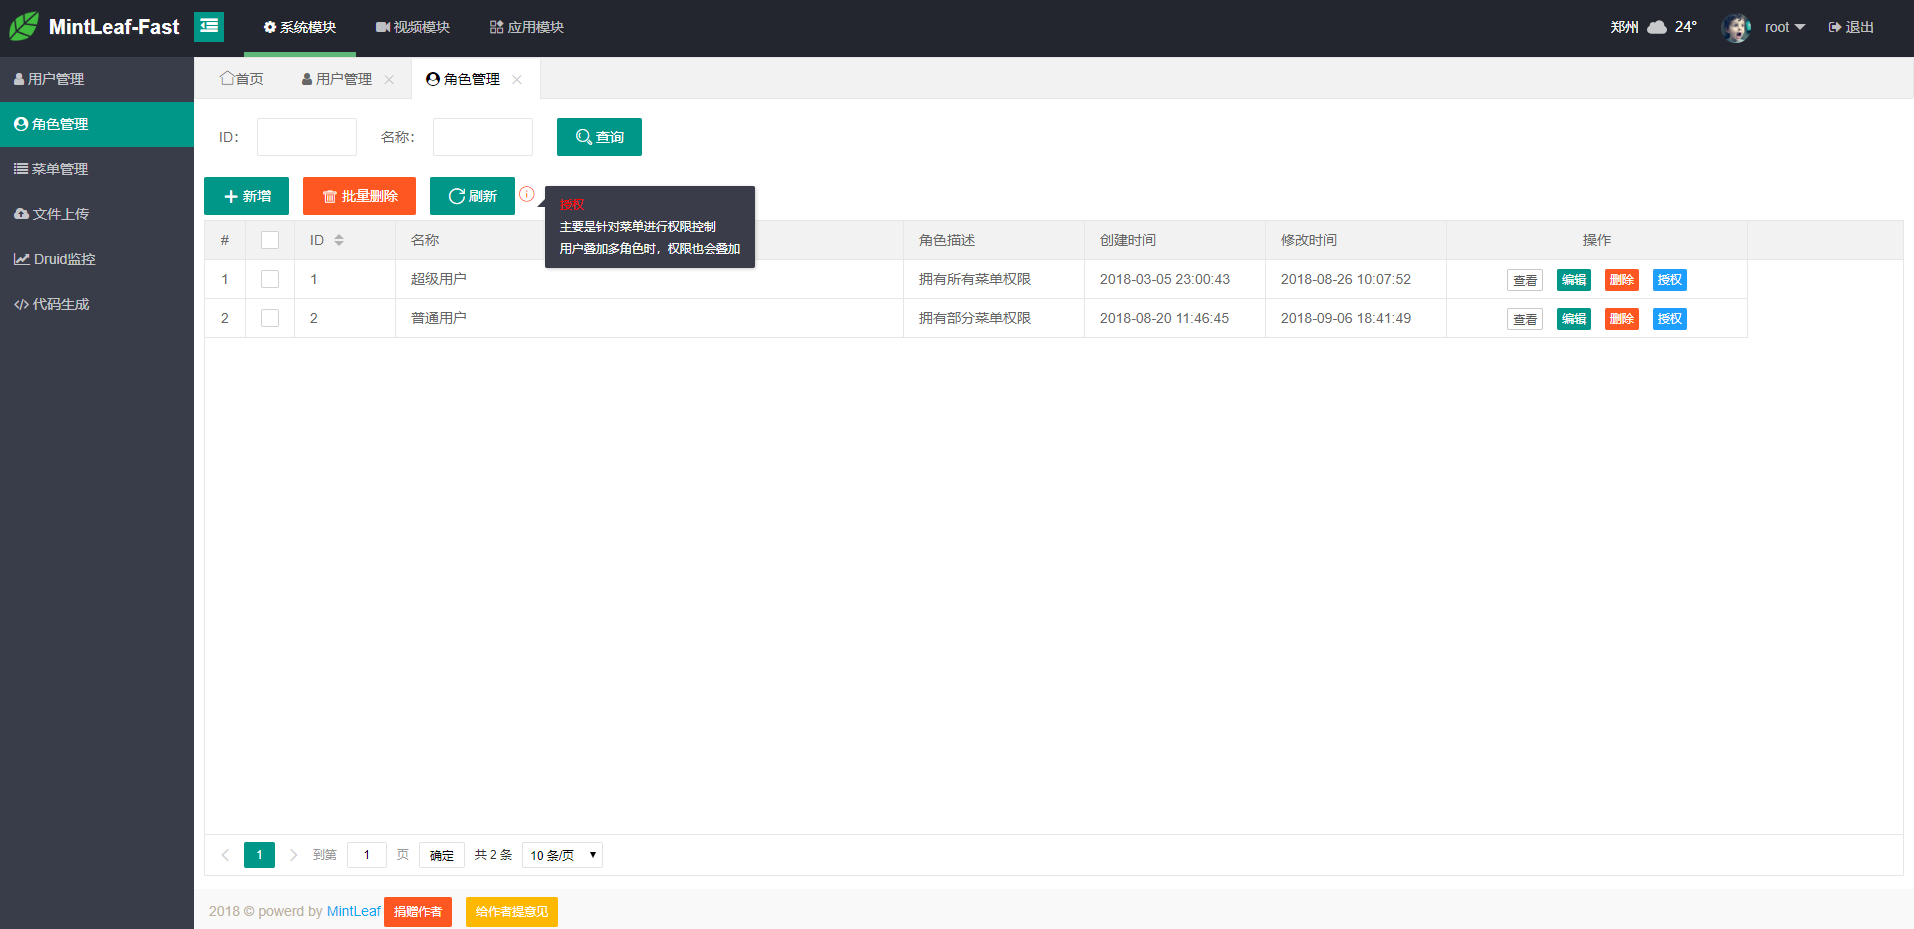 MintLeaf-Fast
系统模块 视频模块 应用模块
郑州 24° root 退出
用户管理
角色管理
菜单管理
文件上传
Druid监控
代码生成
首页 用户管理 角色管理
ID: 名称: 查询
新增 批量删除 刷新
授权
主要是针对菜单进行权限控制
用户叠加多角色时，权限也会叠加
# ID 名称 角色描述 创建时间 修改时间 操作
1 1 超级用户 拥有所有菜单权限 2018-03-05 23:00:43 2018-08-26 10:07:52 查看 编辑 删除 授权
2 2 普通用户 拥有部分菜单权限 2018-08-20 11:46:45 2018-09-06 18:41:49 查看 编辑 删除 授权
1 到第 1 页 确定 共 2 条 10 条/页
2018 © powerd by MintLeaf 捐赠作者 给作者提意见